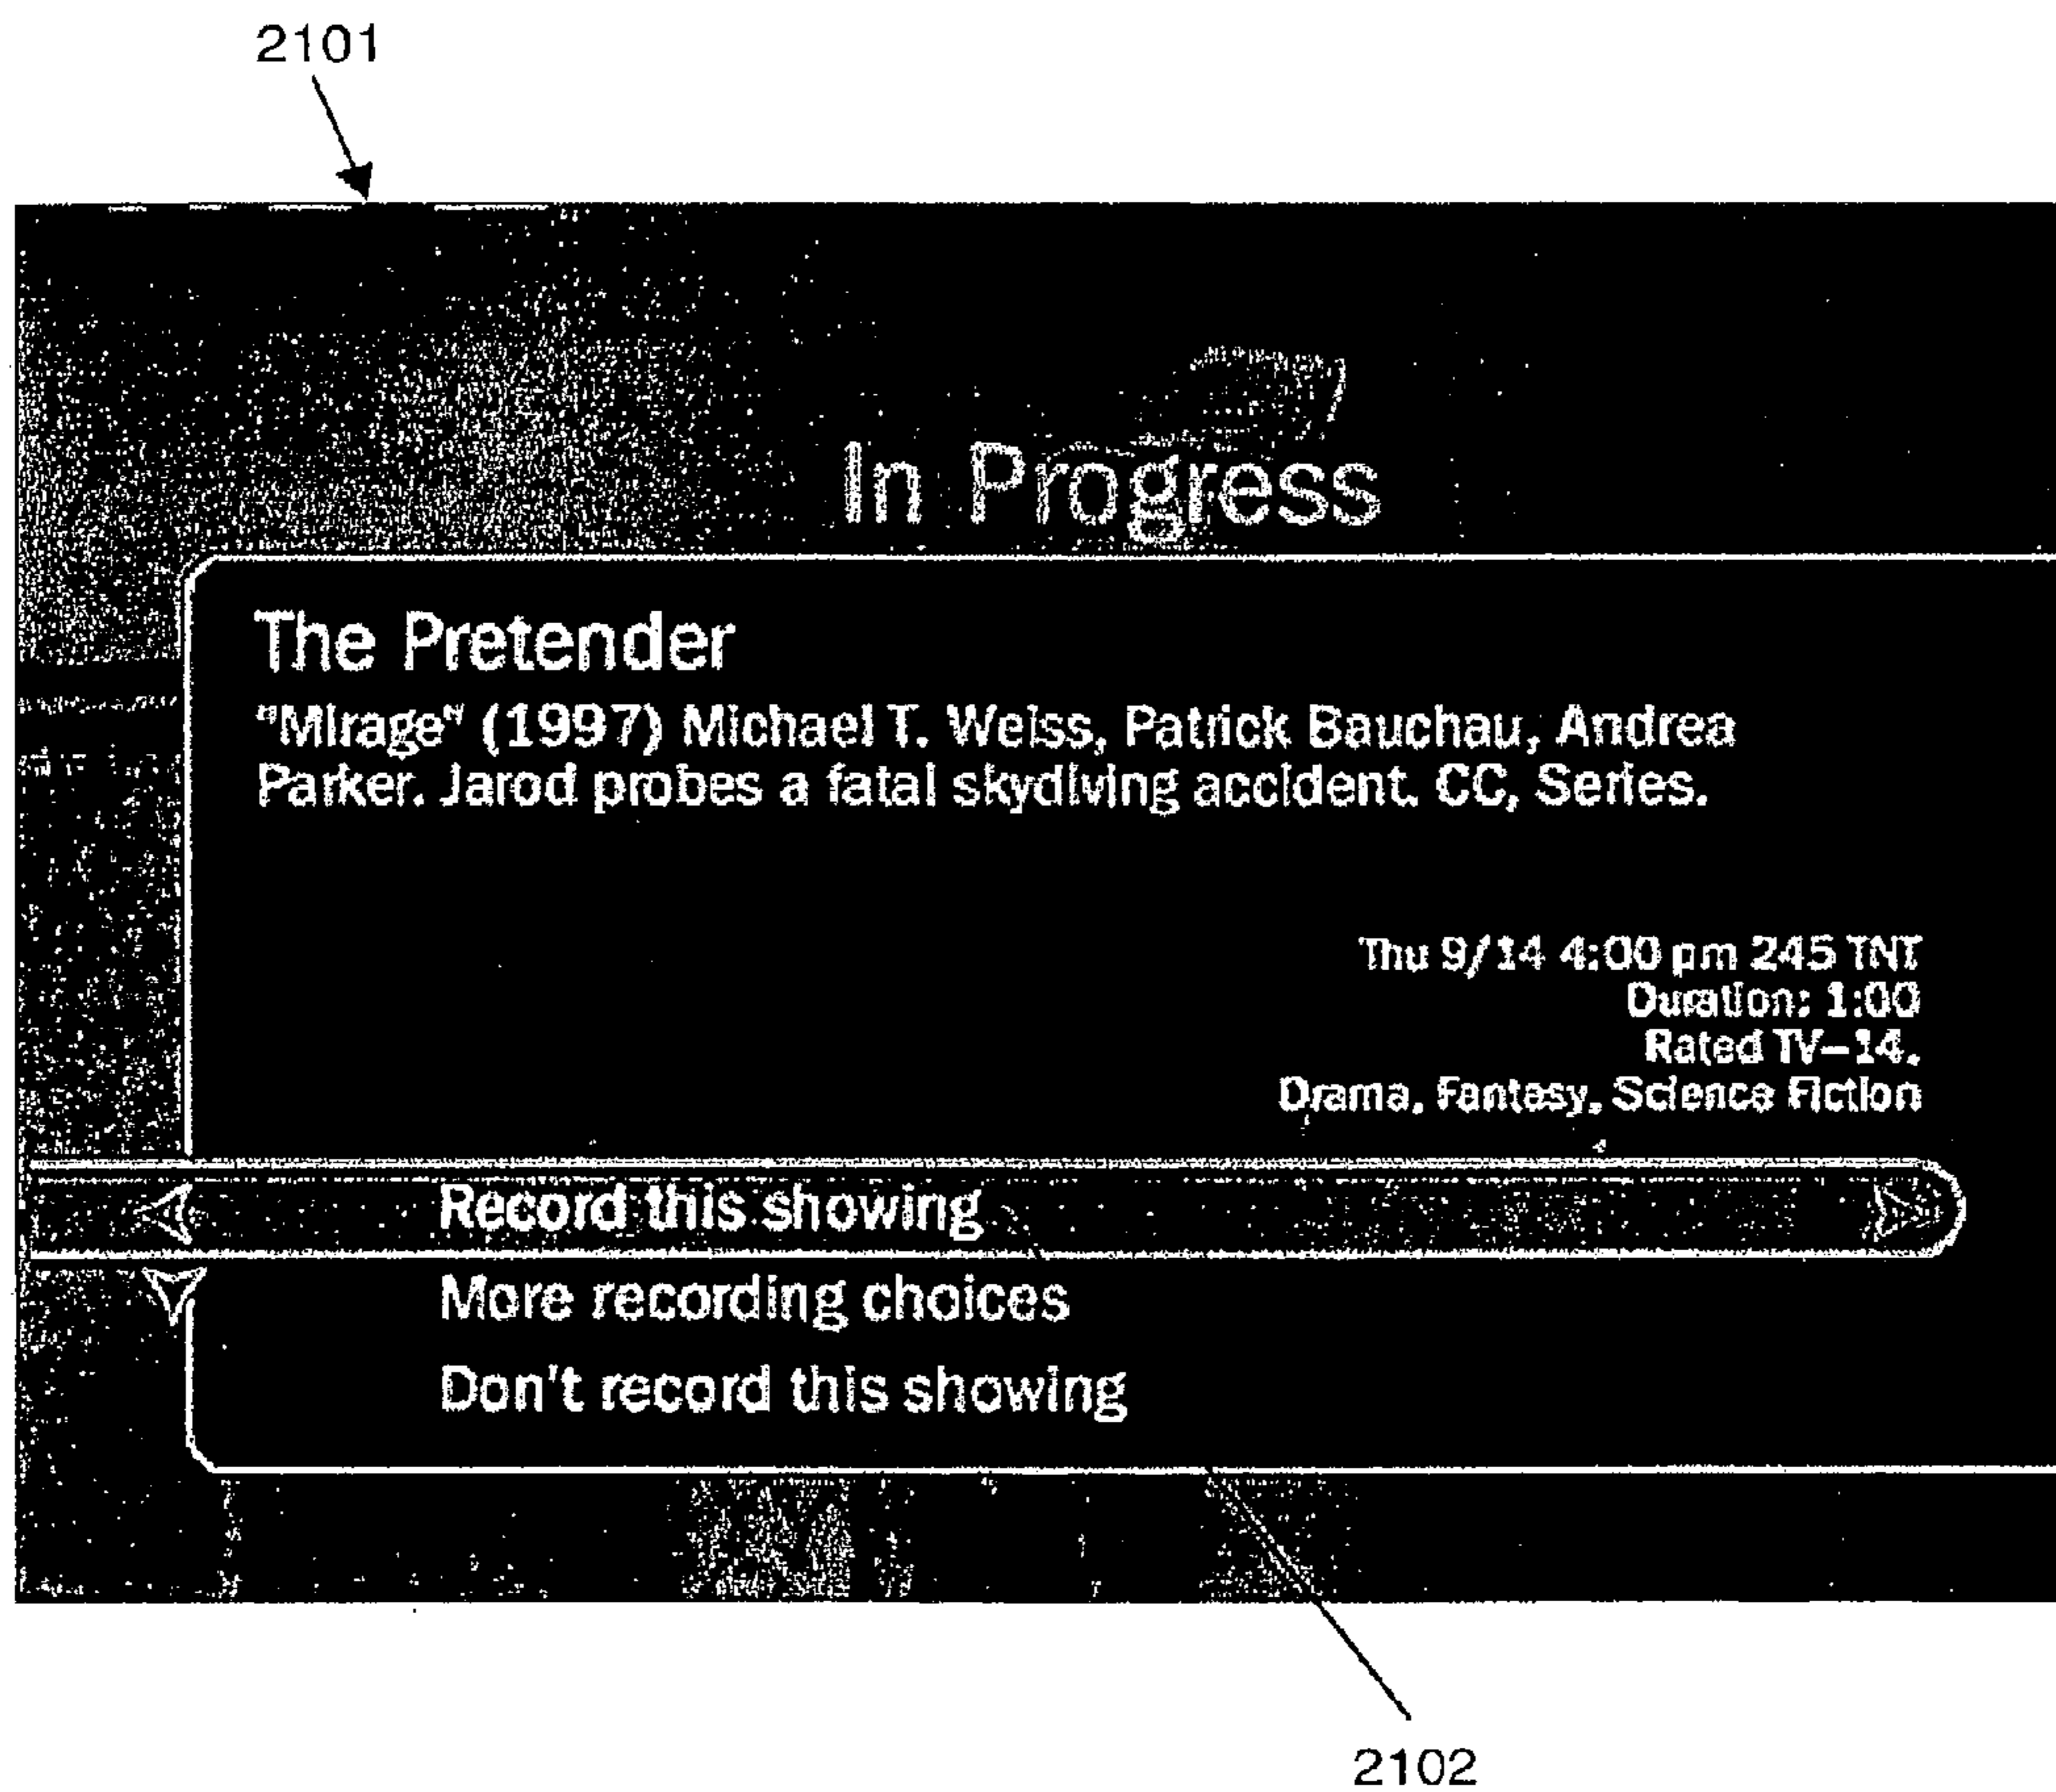 2101
In Progress
The Pretender
"Mirage" (1997) Michael T. Weiss, Patrick Bauchau, Andrea
Parker. Jarod probes a fatal skydiving accident. CC, Series.
Thu 9/14 4:00 pm 245 TNT
Duration: 1:00
Rated TV-14.
Drama, Fantasy, Science Fiction
Record this showing
More recording choices
Don't record this showing
2102